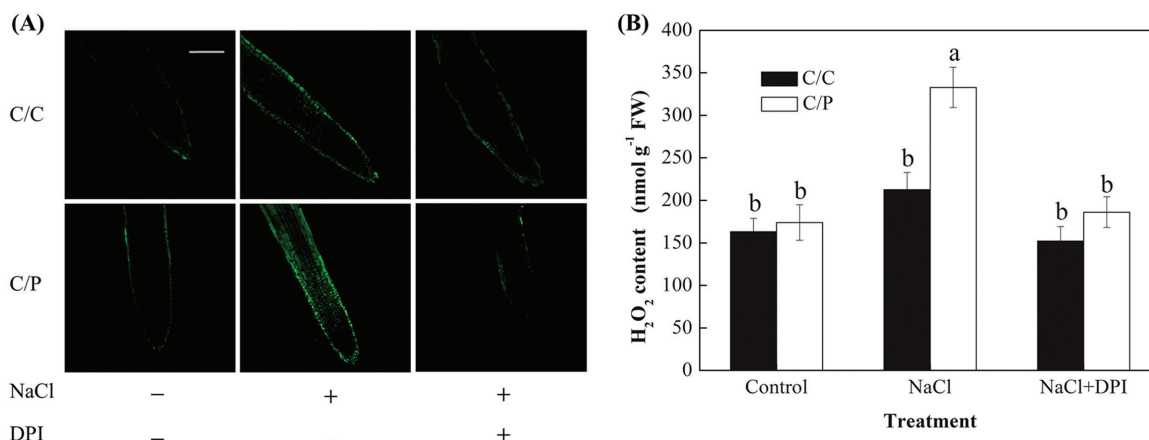 (A)
C/C
C/P
NaCl − + +
DPI − − +
(B)
H₂O₂ content (nmol g⁻¹ FW)
400
350
300
250
200
150
100
50
0
C/C
C/P
b b b a b b
Control NaCl NaCl+DPI
Treatment